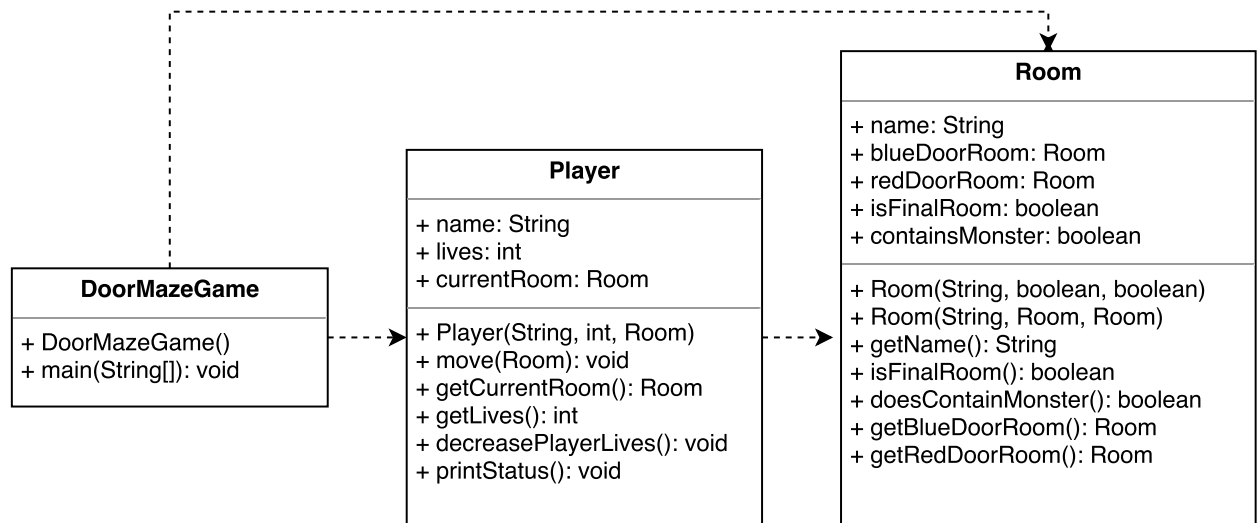 DoorMazeGame
+ DoorMazeGame()
+ main(String[]): void
Player
+ name: String
+ lives: int
+ currentRoom: Room
+ Player(String, int, Room)
+ move(Room): void
+ getCurrentRoom(): Room
+ getLives(): int
+ decreasePlayerLives(): void
+ printStatus(): void
Room
+ name: String
+ blueDoorRoom: Room
+ redDoorRoom: Room
+ isFinalRoom: boolean
+ containsMonster: boolean
+ Room(String, boolean, boolean)
+ Room(String, Room, Room)
+ getName(): String
+ isFinalRoom(): boolean
+ doesContainMonster(): boolean
+ getBlueDoorRoom(): Room
+ getRedDoorRoom(): Room